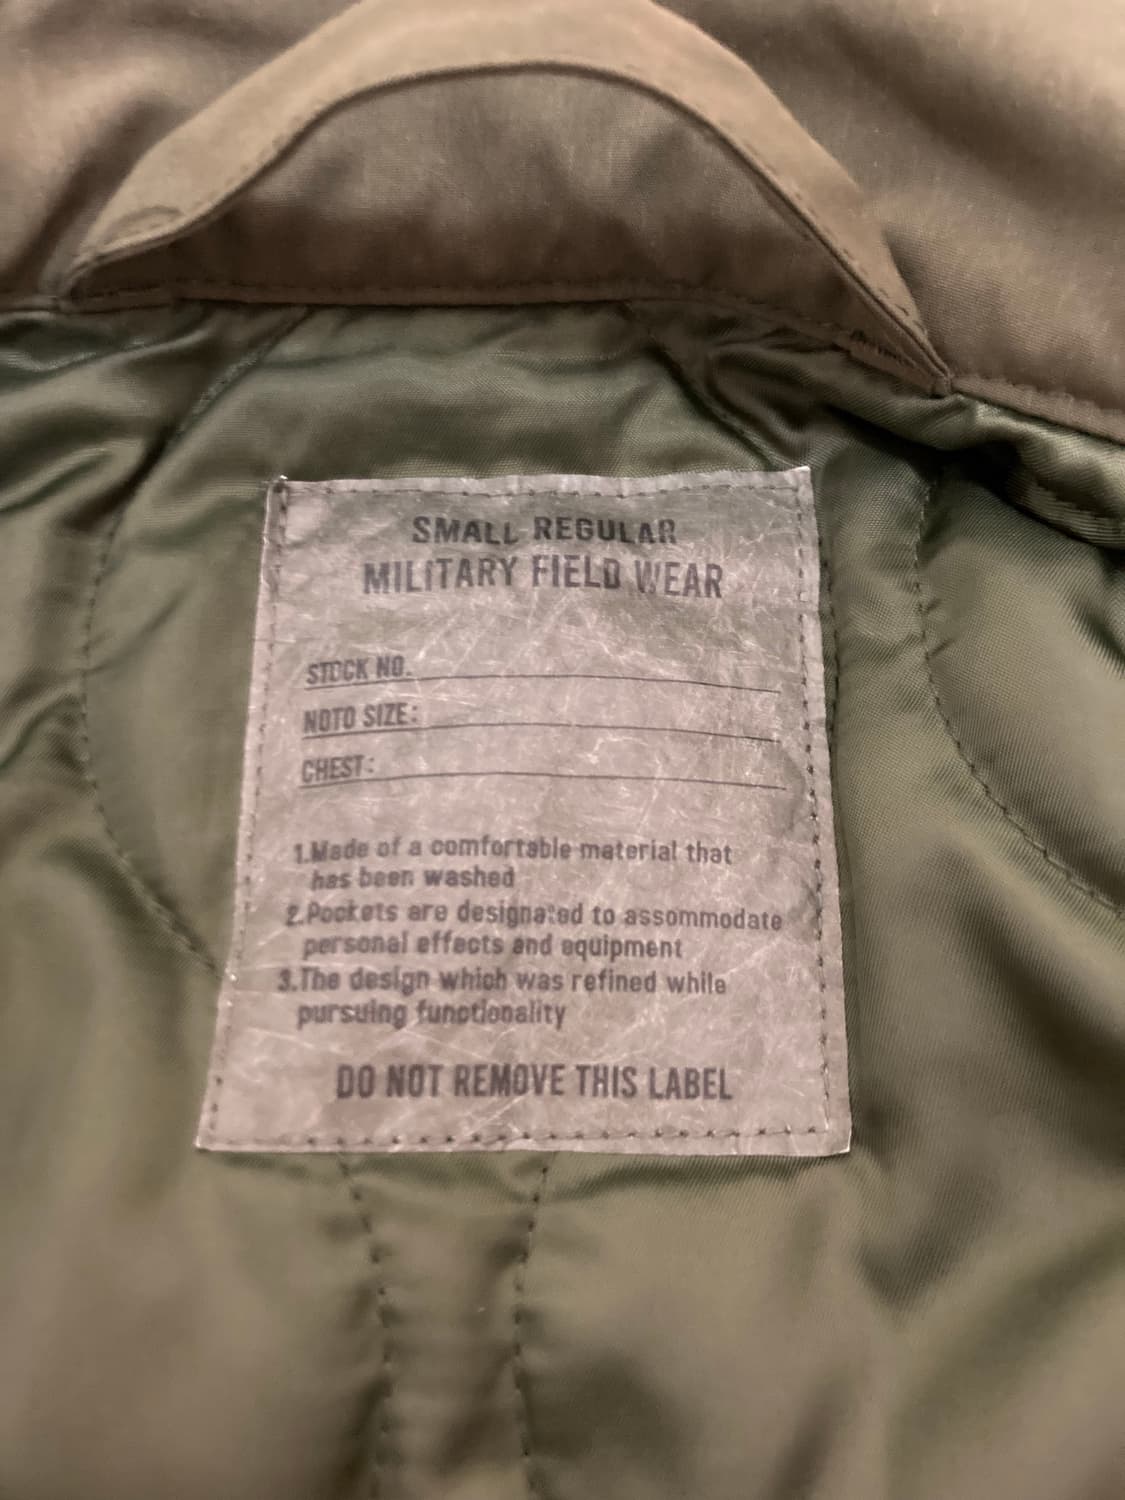 SMALL REGULAR
MILITARY FIELD WEAR
STOCK NO.
NOTO SIZE:
CHEST:
1.Made of a comfortable material that
has been washed
2.Pockets are designated to assommodate
personal effects and equipment
3.The design which was refined while
pursuing functionality
DO NOT REMOVE THIS LABEL